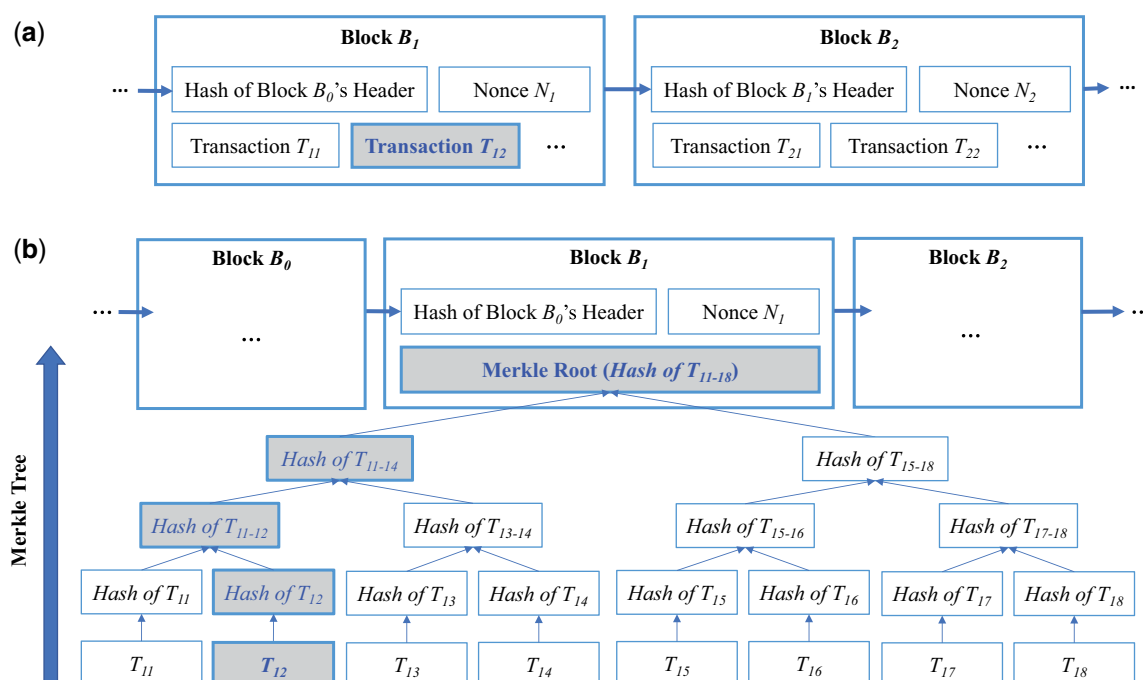 (a)
Block B1
Block B2
...
Hash of Block B0's Header
Nonce N1
Hash of Block B1's Header
Nonce N2
...
Transaction T11
Transaction T12
...
Transaction T21
Transaction T22
...
(b)
Block B0
Block B1
Block B2
...
Hash of Block B0's Header
Nonce N1
...
...
...
Merkle Root (Hash of T11-18)
Merkle Tree
Hash of T11-14
Hash of T15-18
Hash of T11-12
Hash of T13-14
Hash of T15-16
Hash of T17-18
Hash of T11
Hash of T12
Hash of T13
Hash of T14
Hash of T15
Hash of T16
Hash of T17
Hash of T18
T11
T12
T13
T14
T15
T16
T17
T18